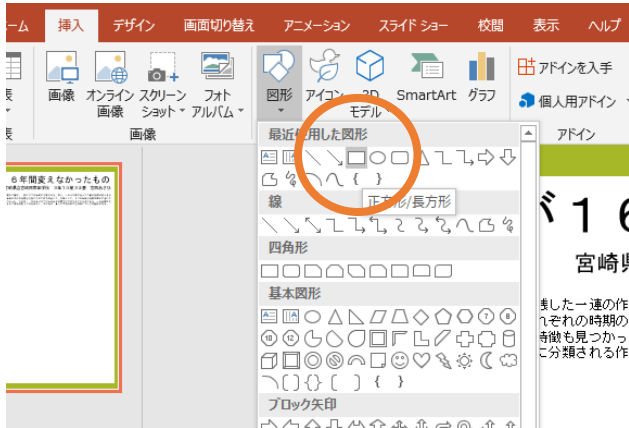 ーム 挿入 デザイン 画面切り替え アニメーション スライド ショー 校閲 表示 ヘルプ
表 画像 オンライン 画像 スクリーン ショット フォト アルバム 図形 アイコン 3D モデル SmartArt グラフ アドインを入手
個人用アドイン
表 画像 アドイン
最近使用した図形
正方形/長方形
線
四角形
基本図形
ブロック矢印
６年間変えなかったもの
が１６
宮崎県
残した一連の作
れぞれの時期の
特徴も見つかっ
に分類される作